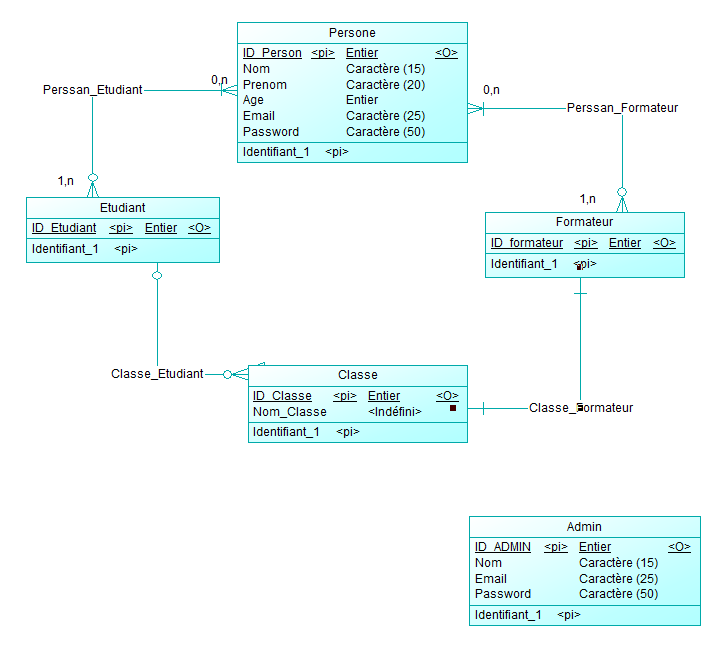 Persone
ID_Person <pi> Entier <O>
Nom Caractère (15)
Prenom Caractère (20)
Age Entier
Email Caractère (25)
Password Caractère (50)
Identifiant_1 <pi>
0,n
0,n
Perssan_Etudiant
Perssan_Formateur
1,n
1,n
Etudiant
ID_Etudiant <pi> Entier <O>
Identifiant_1 <pi>
Formateur
ID_formateur <pi> Entier <O>
Identifiant_1 <pi>
Classe_Etudiant
Classe
ID_Classe <pi> Entier <O>
Nom_Classe <Indéfini>
Identifiant_1 <pi>
Classe_Formateur
Admin
ID_ADMIN <pi> Entier <O>
Nom Caractère (15)
Email Caractère (25)
Password Caractère (50)
Identifiant_1 <pi>